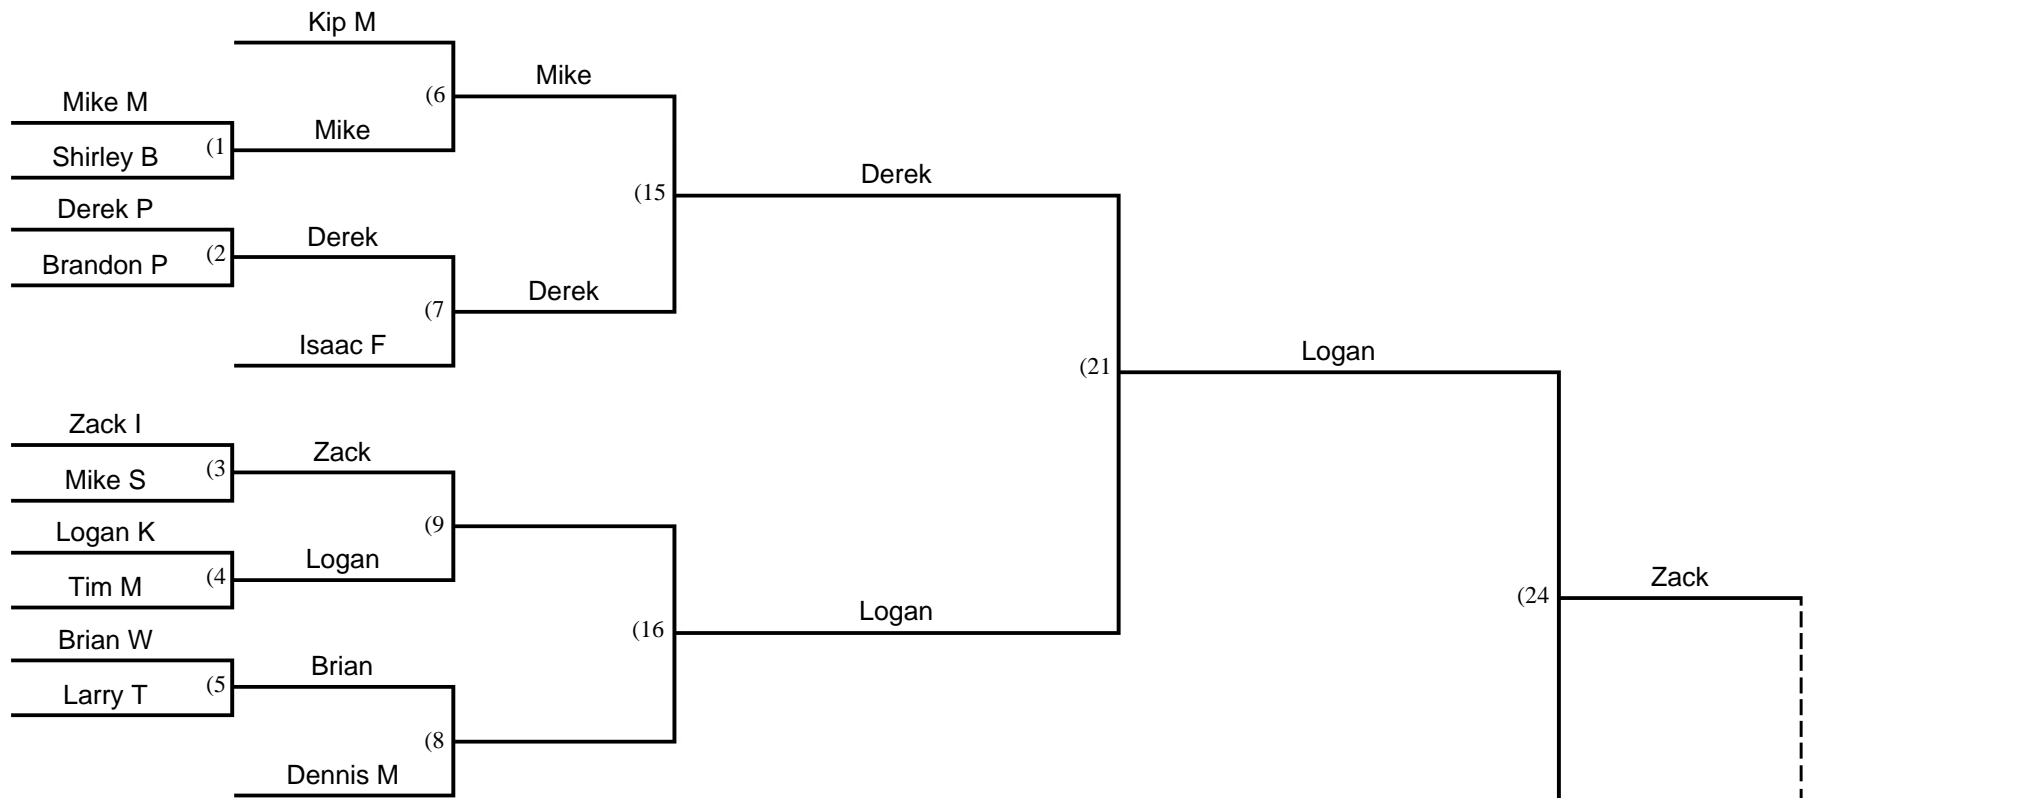 Kip M
Mike
(6
Mike M
Mike
(1
Shirley B
Derek
(15
Derek P
Derek
(2
Brandon P
Derek
(7
Isaac F
Logan
(21
Zack I
Zack
(3
Mike S
(9
Logan K
Logan
(4
Tim M
Zack
(24
Logan
(16
Brian W
Brian
(5
Larry T
(8
Dennis M